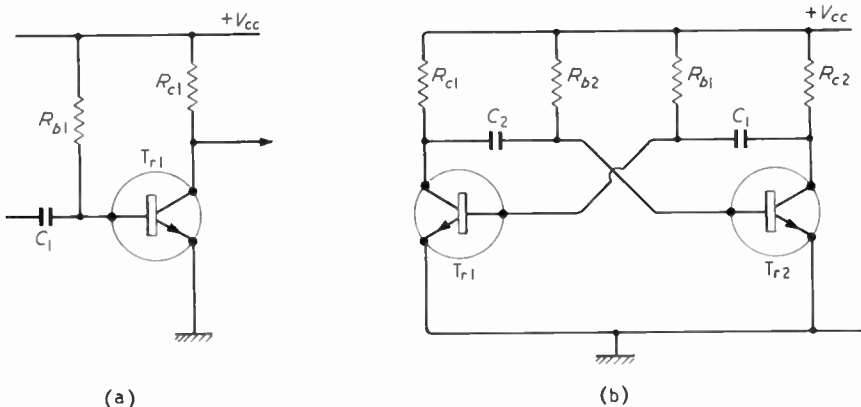 +Vcc
Rc1
Rb1
Tr1
C1
(a)
+Vcc
Rc1
Rb2
Rb1
Rc2
C2
C1
Tr1
Tr2
(b)